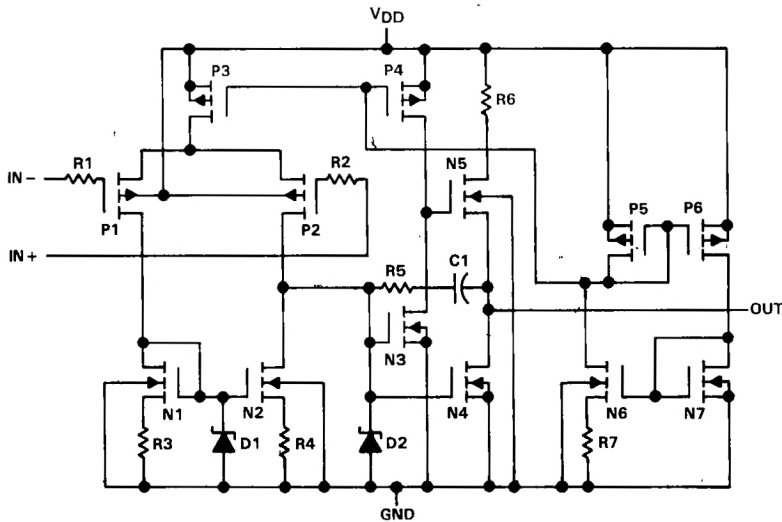 VDD
P3
P4
R6
R1
R2
N5
IN−
P5
P6
P1
P2
IN+
R5
C1
OUT
N3
N1
N2
N4
N6
N7
R3
D1
R4
D2
R7
GND